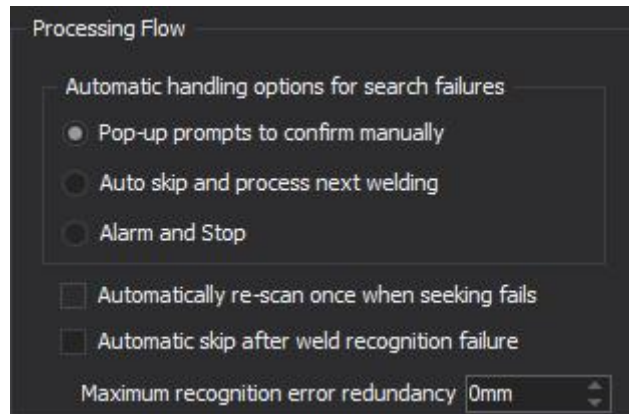 Processing Flow
Automatic handling options for search failures
Pop-up prompts to confirm manually
Auto skip and process next welding
Alarm and Stop
Automatically re-scan once when seeking fails
Automatic skip after weld recognition failure
Maximum recognition error redundancy 0mm